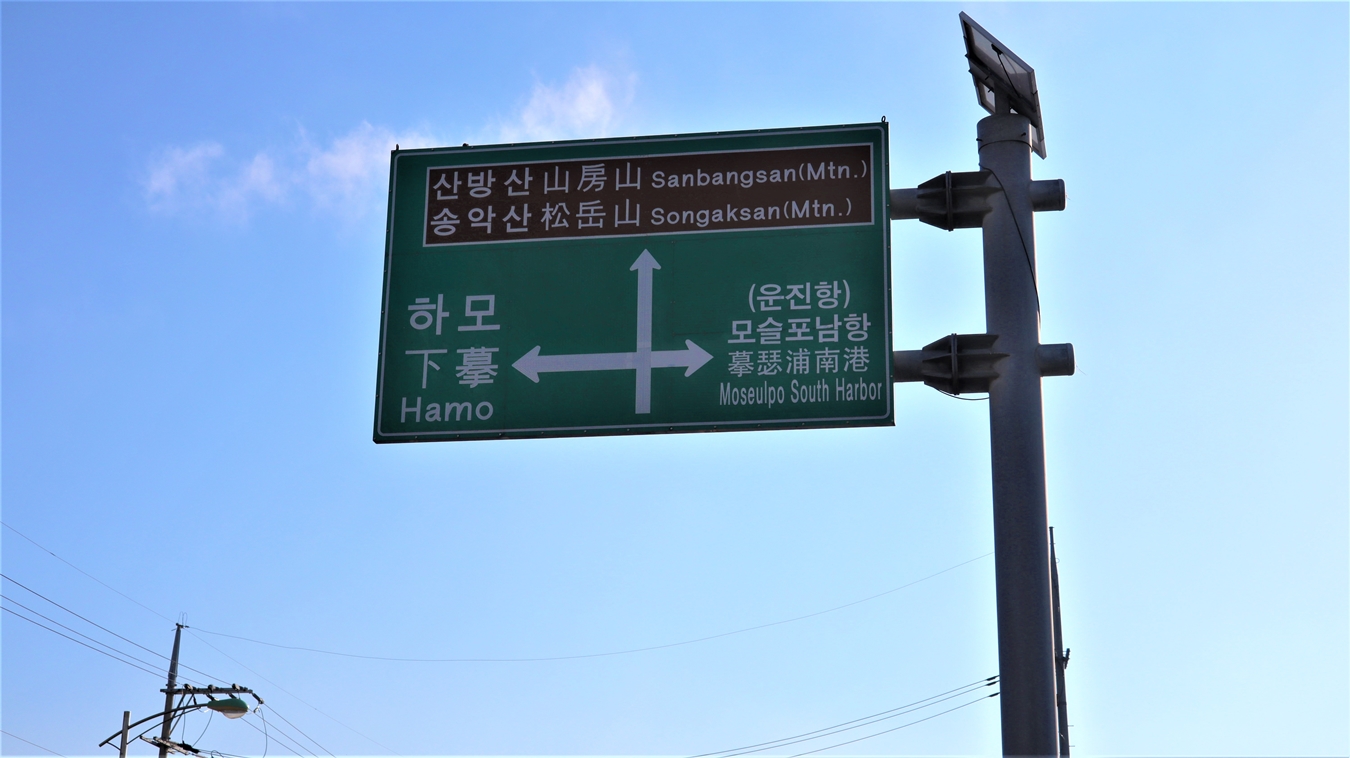 산방산 山房山 Sanbangsan(Mtn.)
송악산 松岳山 Songaksan(Mtn.)
하모
下摹
Hamo
(운진항)
모슬포남항
摹瑟浦南港
Moseulpo South Harbor